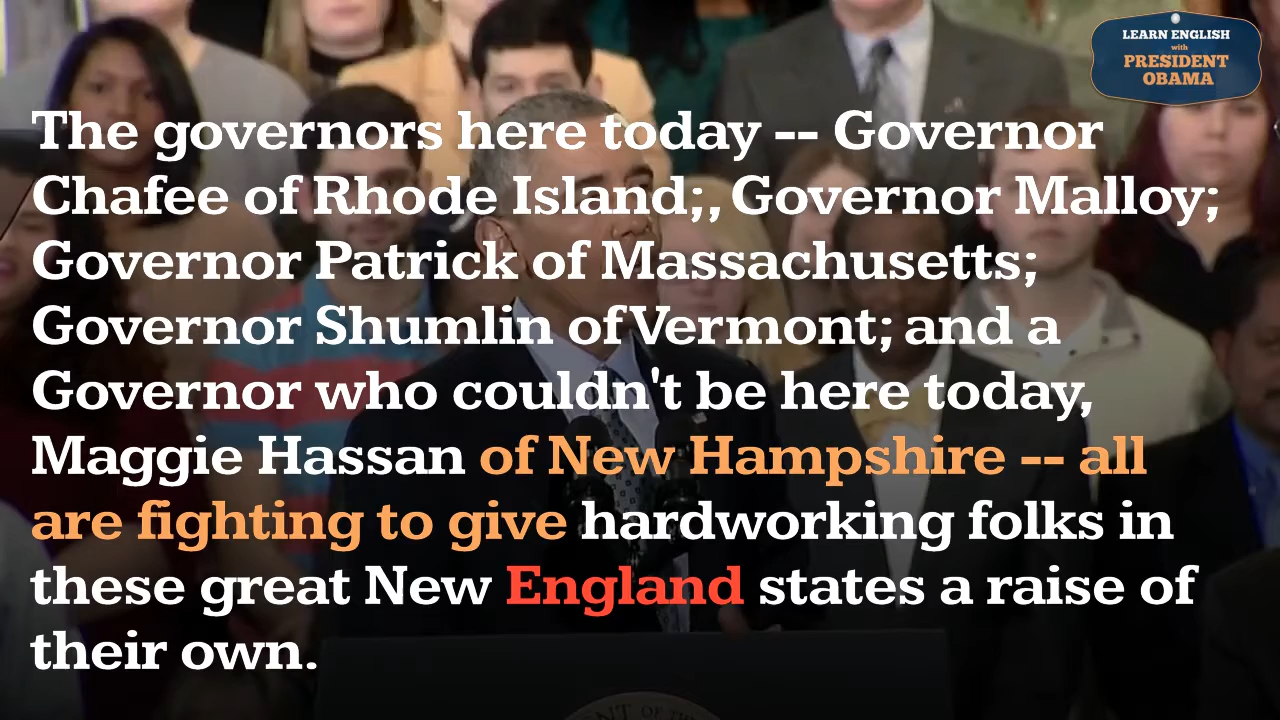 LEARN ENGLISH
with
PRESIDENT
OBAMA
The governors here today -- Governor
Chafee of Rhode Island;, Governor Malloy;
Governor Patrick of Massachusetts;
Governor Shumlin of Vermont; and a
Governor who couldn't be here today,
Maggie Hassan of New Hampshire -- all
are fighting to give hardworking folks in
these great New England states a raise of
their own.